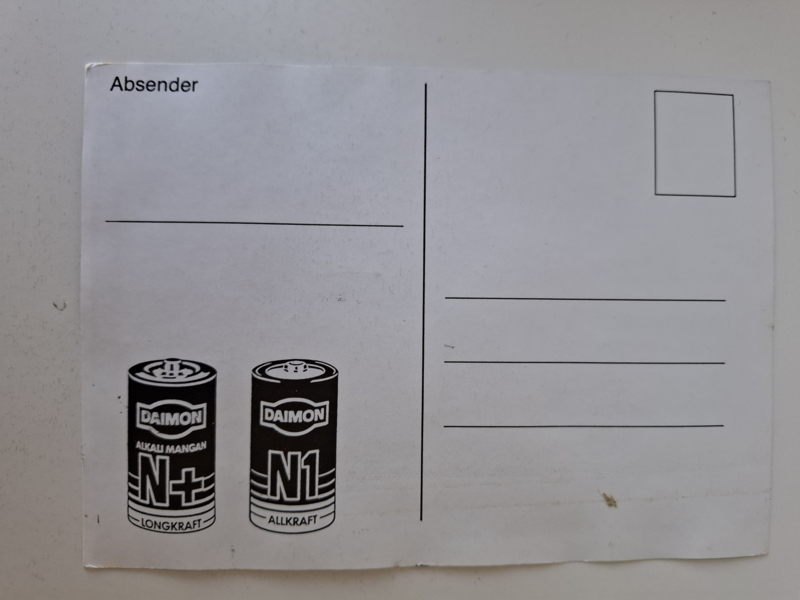 Absender
DAIMON
ALKALI MANGAN
N+
LONGKRAFT
DAIMON
N1
ALLKRAFT